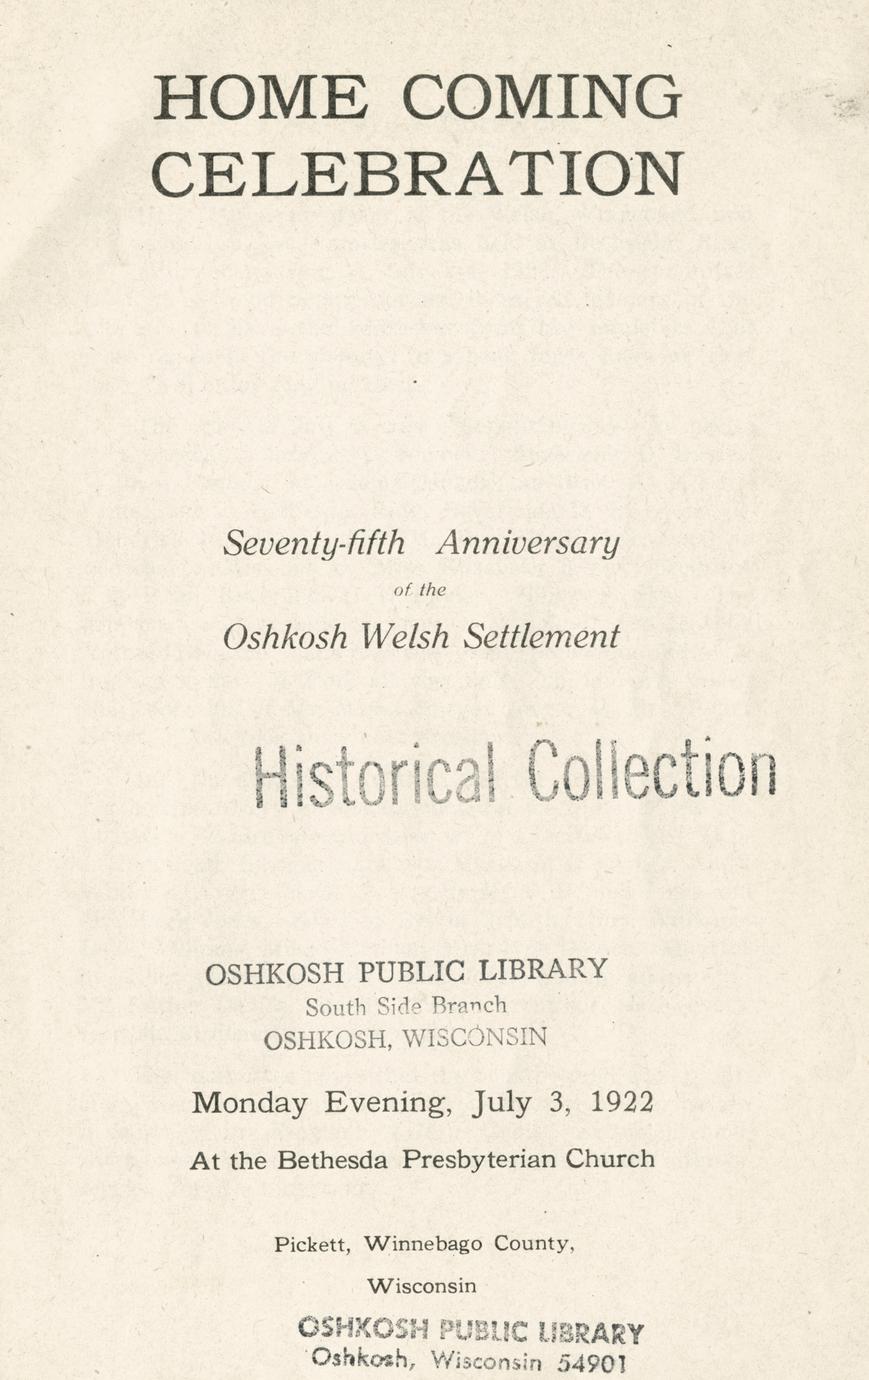 HOME COMING
CELEBRATION
Seventy-fifth Anniversary
of the
Oshkosh Welsh Settlement
Historical Collection
OSHKOSH PUBLIC LIBRARY
South Side Branch
OSHKOSH, WISCONSIN
Monday Evening, July 3, 1922
At the Bethesda Presbyterian Church
Pickett, Winnebago County,
Wisconsin
OSHKOSH PUBLIC LIBRARY
Oshkosh, Wisconsin 54901